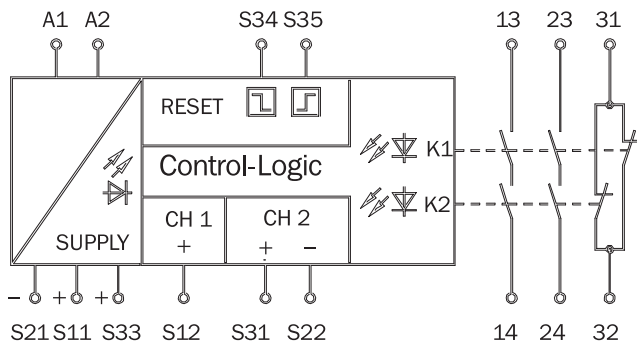 A1 A2 S34 S35 13 23 31
RESET
Control-Logic K1
K2
CH 1 CH 2
+ + −
SUPPLY
− + +
S21 S11 S33 S12 S31 S22 14 24 32